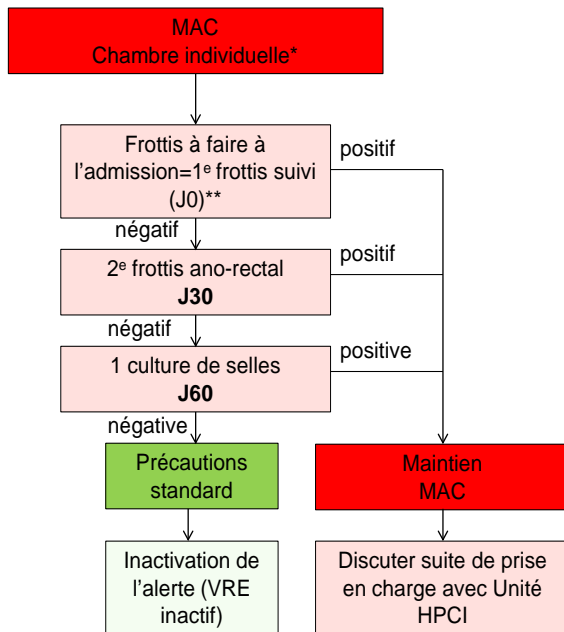 MAC
Chambre individuelle*
Frottis à faire à
l'admission=1e frottis suivi
(J0)**
positif
négatif
2e frottis ano-rectal
J30
positif
négatif
1 culture de selles
J60
positive
négative
Précautions
standard
Maintien
MAC
Inactivation de
l'alerte (VRE
inactif)
Discuter suite de prise
en charge avec Unité
HPCI